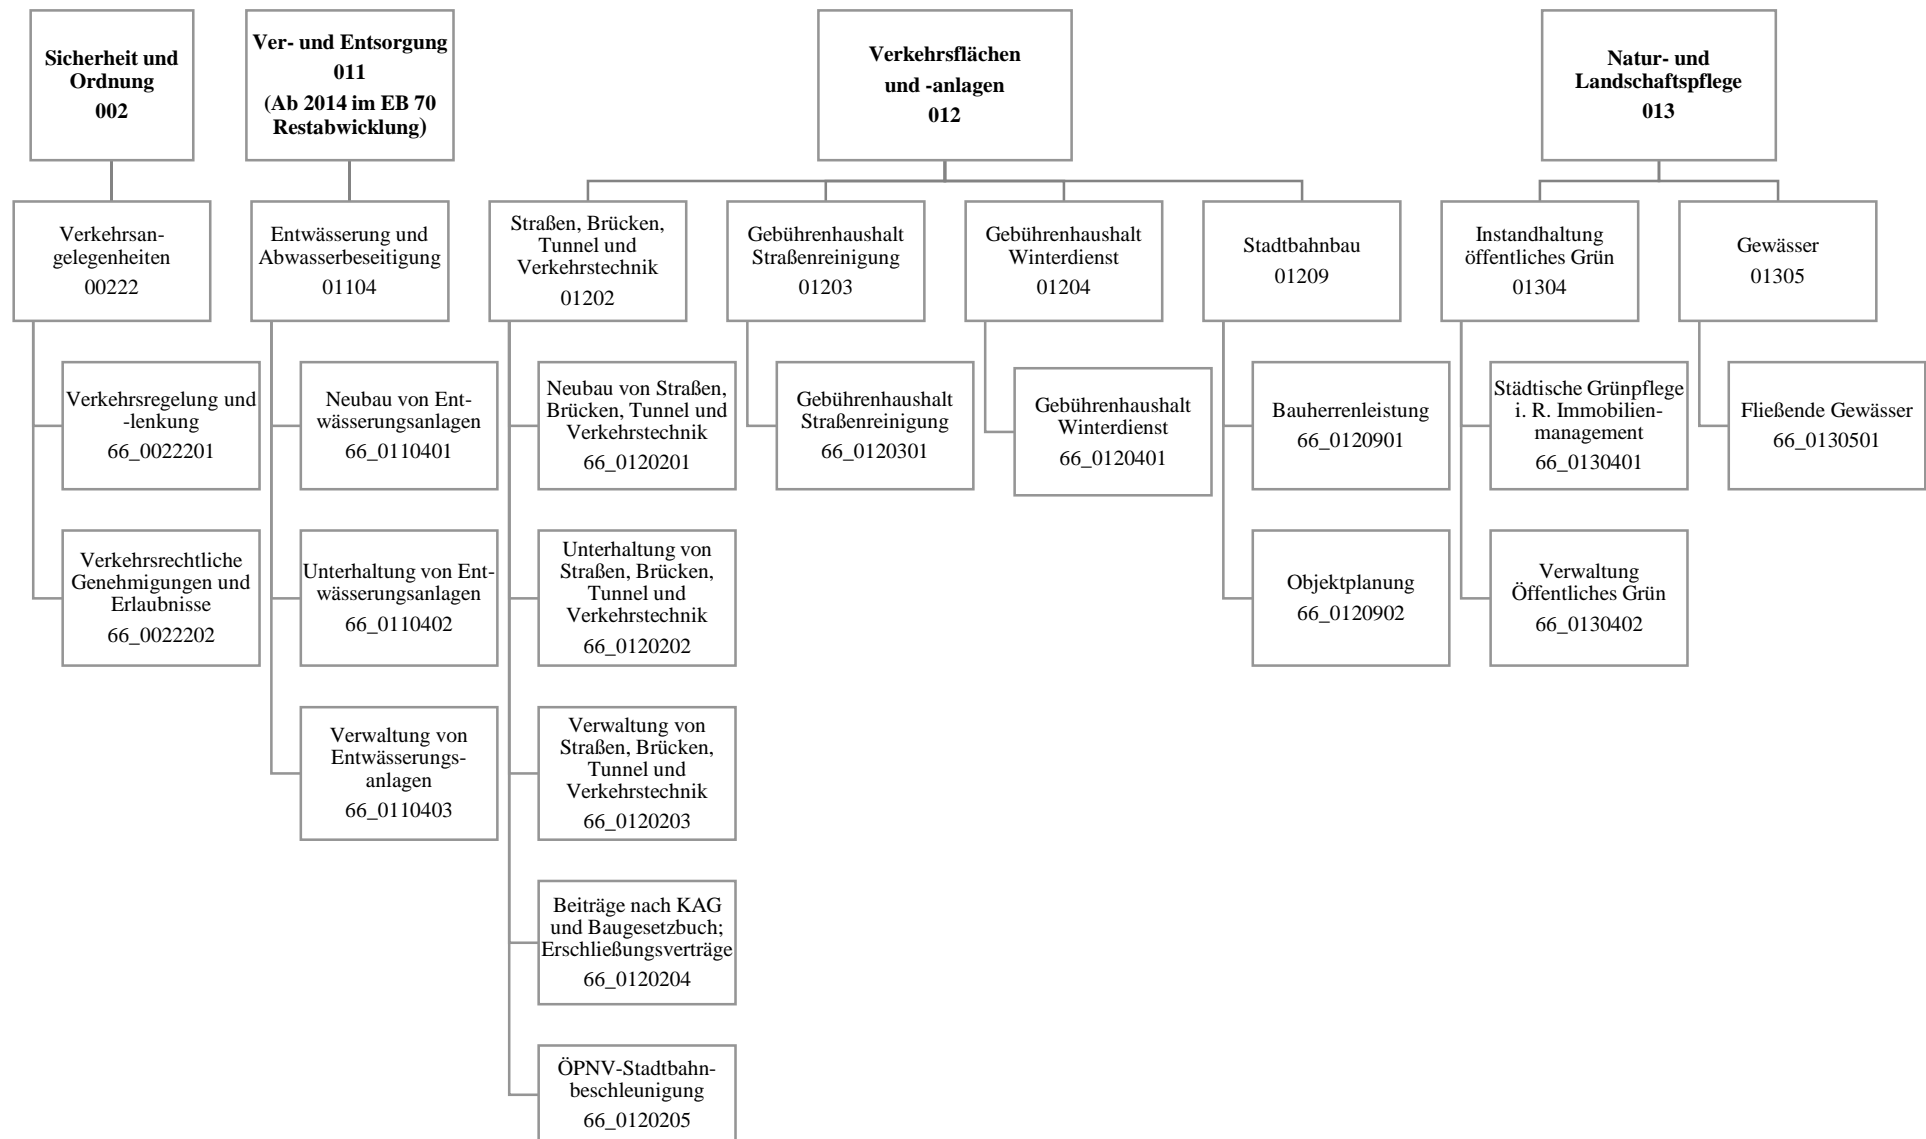 Sicherheit und
Ordnung
002
Ver- und Entsorgung
011
(Ab 2014 im EB 70
Restabwicklung)
Verkehrsflächen
und -anlagen
012
Natur- und
Landschaftspflege
013
Verkehrsan-
gelegenheiten
00222
Entwässerung und
Abwasserbeseitigung
01104
Straßen, Brücken,
Tunnel und
Verkehrstechnik
01202
Gebührenhaushalt
Straßenreinigung
01203
Gebührenhaushalt
Winterdienst
01204
Stadtbahnbau
01209
Instandhaltung
öffentliches Grün
01304
Gewässer
01305
Verkehrsregelung und
-lenkung
66_0022201
Neubau von Ent-
wässerungsanlagen
66_0110401
Neubau von Straßen,
Brücken, Tunnel und
Verkehrstechnik
66_0120201
Gebührenhaushalt
Straßenreinigung
66_0120301
Gebührenhaushalt
Winterdienst
66_0120401
Bauherrenleistung
66_0120901
Städtische Grünpflege
i. R. Immobilien-
management
66_0130401
Fließende Gewässer
66_0130501
Verkehrsrechtliche
Genehmigungen und
Erlaubnisse
66_0022202
Unterhaltung von Ent-
wässerungsanlagen
66_0110402
Unterhaltung von
Straßen, Brücken,
Tunnel und
Verkehrstechnik
66_0120202
Objektplanung
66_0120902
Verwaltung
Öffentliches Grün
66_0130402
Verwaltung von
Entwässerungs-
anlagen
66_0110403
Verwaltung von
Straßen, Brücken,
Tunnel und
Verkehrstechnik
66_0120203
Beiträge nach KAG
und Baugesetzbuch;
Erschließungsverträge
66_0120204
ÖPNV-Stadtbahn-
beschleunigung
66_0120205